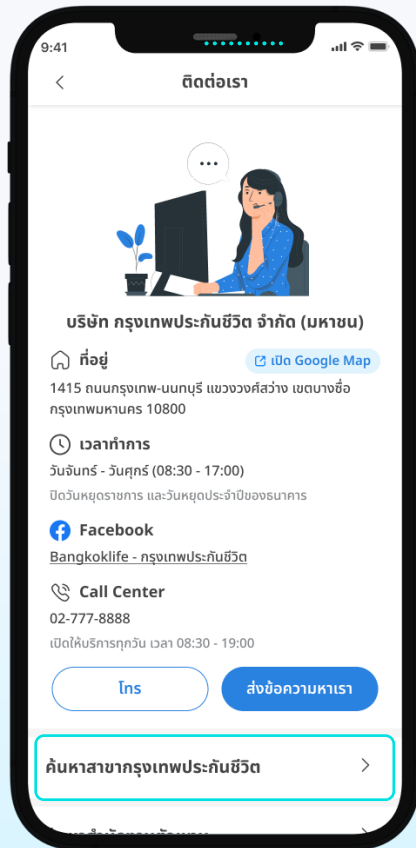 9:41
ติดต่อเรา
บริษัท กรุงเทพประกันชีวิต จำกัด (มหาชน)
ที่อยู่
เปิด Google Map
1415 ถนนกรุงเทพ-นนทบุรี แขวงวงศ์สว่าง เขตบางซื่อ
กรุงเทพมหานคร 10800
เวลาทำการ
วันจันทร์ - วันศุกร์ (08:30 - 17:00)
ปิดวันหยุดราชการ และวันหยุดประจำปีของธนาคาร
Facebook
Bangkoklife - กรุงเทพประกันชีวิต
Call Center
02-777-8888
เปิดให้บริการทุกวัน เวลา 08:30 - 19:00
โทร
ส่งข้อความหาเรา
ค้นหาสาขากรุงเทพประกันชีวิต